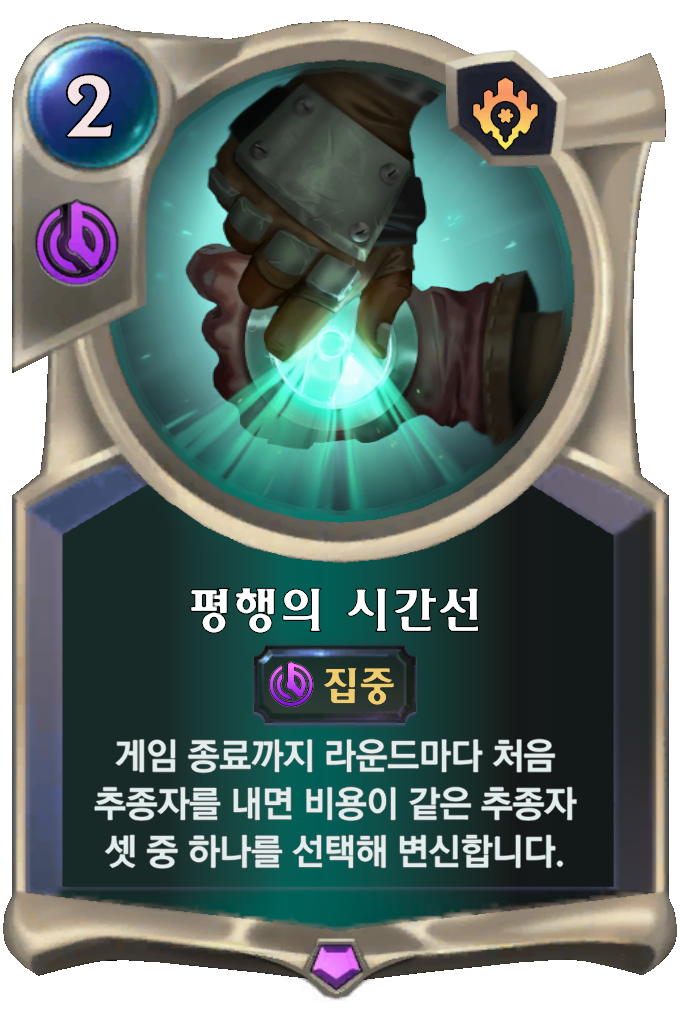 2
평행의 시간선
집중
게임 종료까지 라운드마다 처음
추종자를 내면 비용이 같은 추종자
셋 중 하나를 선택해 변신합니다.